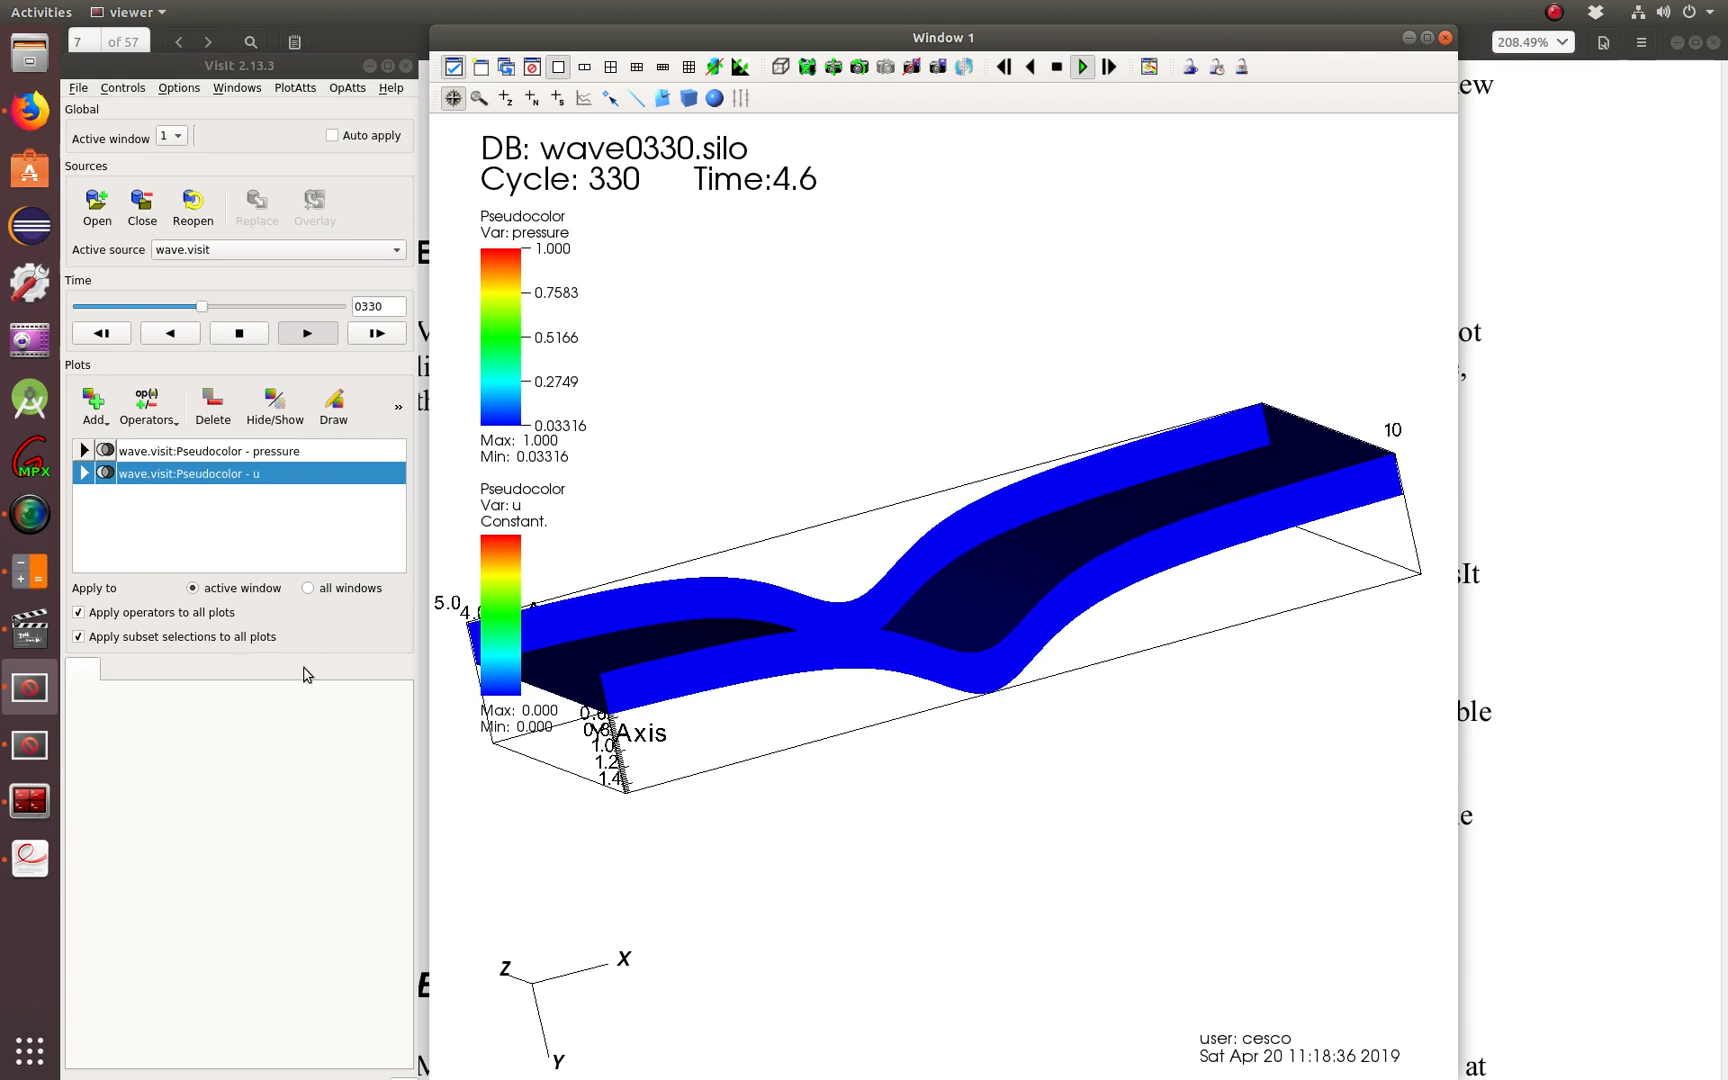 Activities
viewer
7
of 57
208.49%
VisIt 2.13.3
File Controls Options Windows PlotAtts OpAtts Help
Global
Active window 1
Auto apply
Sources
Open Close Reopen Replace Overlay
Active source wave.visit
Time
0330
Plots
Add Operators Delete Hide/Show Draw »
op()
wave.visit:Pseudocolor - pressure
wave.visit:Pseudocolor - u
Apply to active window all windows
Apply operators to all plots
Apply subset selections to all plots
Window 1
DB: wave0330.silo
Cycle: 330 Time:4.6
Pseudocolor
Var: pressure
1.000
0.7583
0.5166
0.2749
0.03316
Max: 1.000
Min: 0.03316
Pseudocolor
Var: u
Constant.
Max: 0.000
Min: 0.000
10
5.0
Y Axis
1.0
1.2
1.4
Z
X
Y
user: cesco
Sat Apr 20 11:18:36 2019
MPX
ew
ot
sIt
ble
at